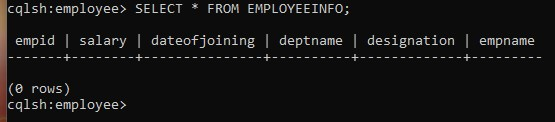 cqlsh:employee> SELECT * FROM EMPLOYEEINFO;
empid | salary | dateofjoining | deptname | designation | empname
-------+--------+---------------+----------+-------------+---------
(0 rows)
cqlsh:employee>